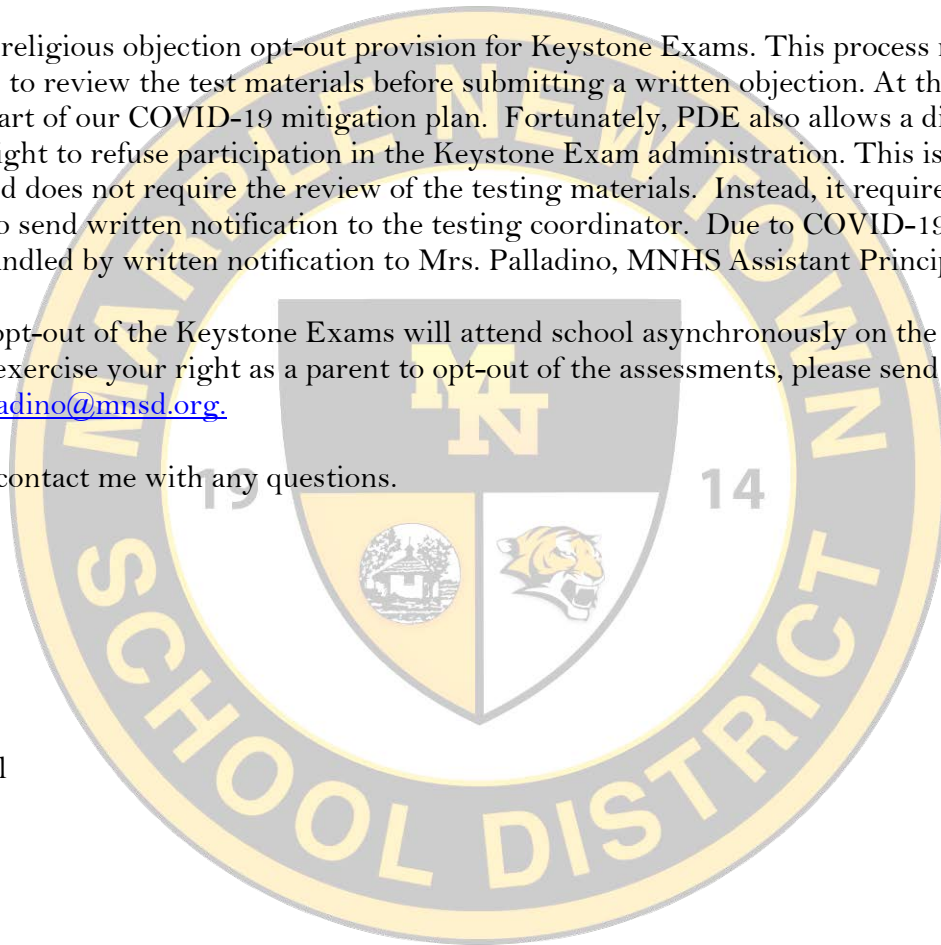 religious objection opt-out provision for Keystone Exams. This process
to review the test materials before submitting a written objection. At
art of our COVID-19 mitigation plan. Fortunately, PDE also allows a
ight to refuse participation in the Keystone Exam administration. This is
d does not require the review of the testing materials. Instead, it require
o send written notification to the testing coordinator. Due to COVID-19
ndled by written notification to Mrs. Palladino, MNHS Assistant Princip
opt-out of the Keystone Exams will attend school asynchronously on the
exercise your right as a parent to opt-out of the assessments, please send
adino@mnsd.org.
contact me with any questions.
l
MARPLE NEWTOWN
MN
19 14
SCHOOL DISTRICT